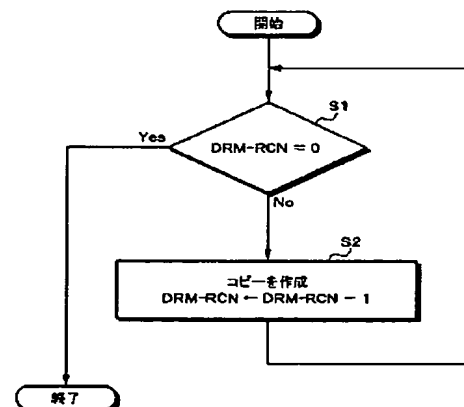 開始
S1
Yes
DRM-RCN = 0
No
S2
コピーを作成
DRM-RCN ← DRM-RCN - 1
終了